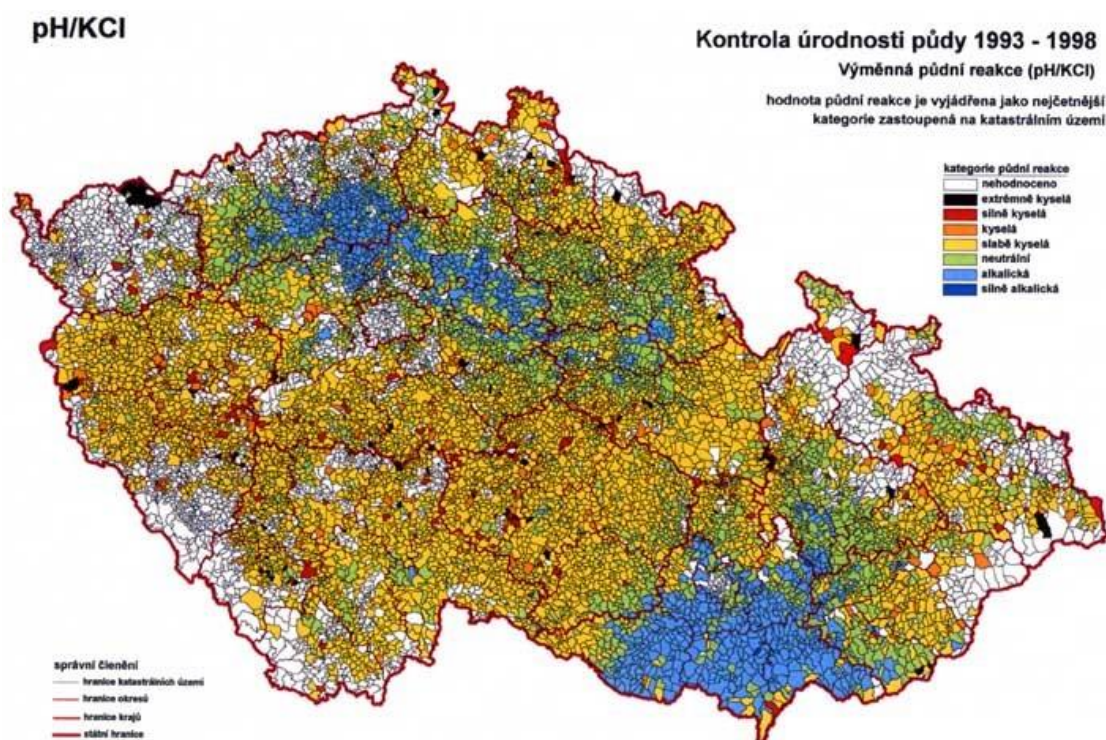 pH/KCl
Kontrola úrodnosti půdy 1993 - 1998
Výměnná půdní reakce (pH/KCl)
hodnota půdní reakce je vyjádřena jako nejčetnější
kategorie zastoupená na katastrálním území
kategorie půdní reakce
nehodnoceno
extrémně kyselá
silně kyselá
kyselá
slabě kyselá
neutrální
alkalická
silně alkalická
správní členění
hranice katastrálních území
hranice okresů
hranice krajů
státní hranice